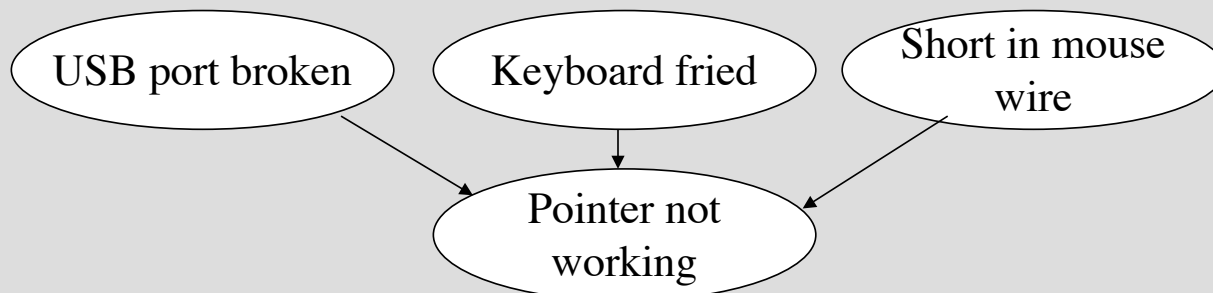 USB port broken
Keyboard fried
Short in mouse
wire
Pointer not
working